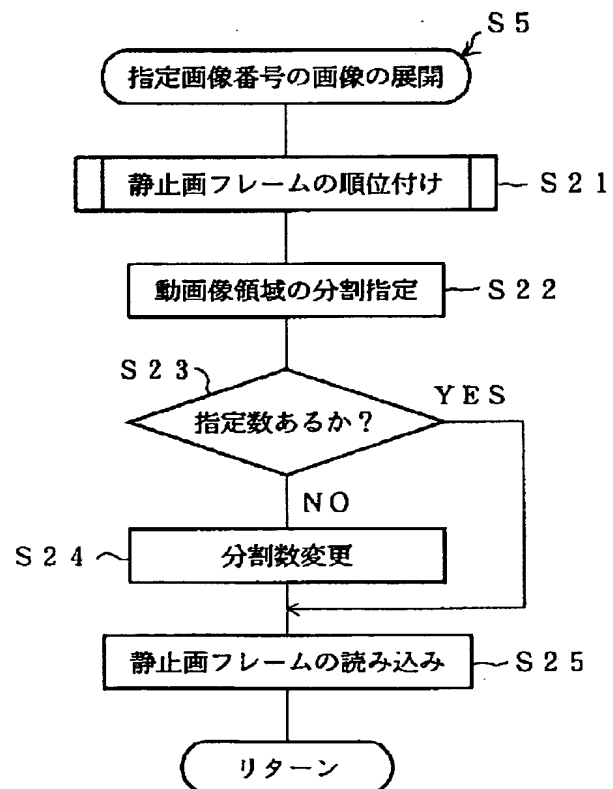 S5
指定画像番号の画像の展開
静止画フレームの順位付け
S21
動画像領域の分割指定
S22
S23
指定数あるか？
YES
NO
S24
分割数変更
静止画フレームの読み込み
S25
リターン